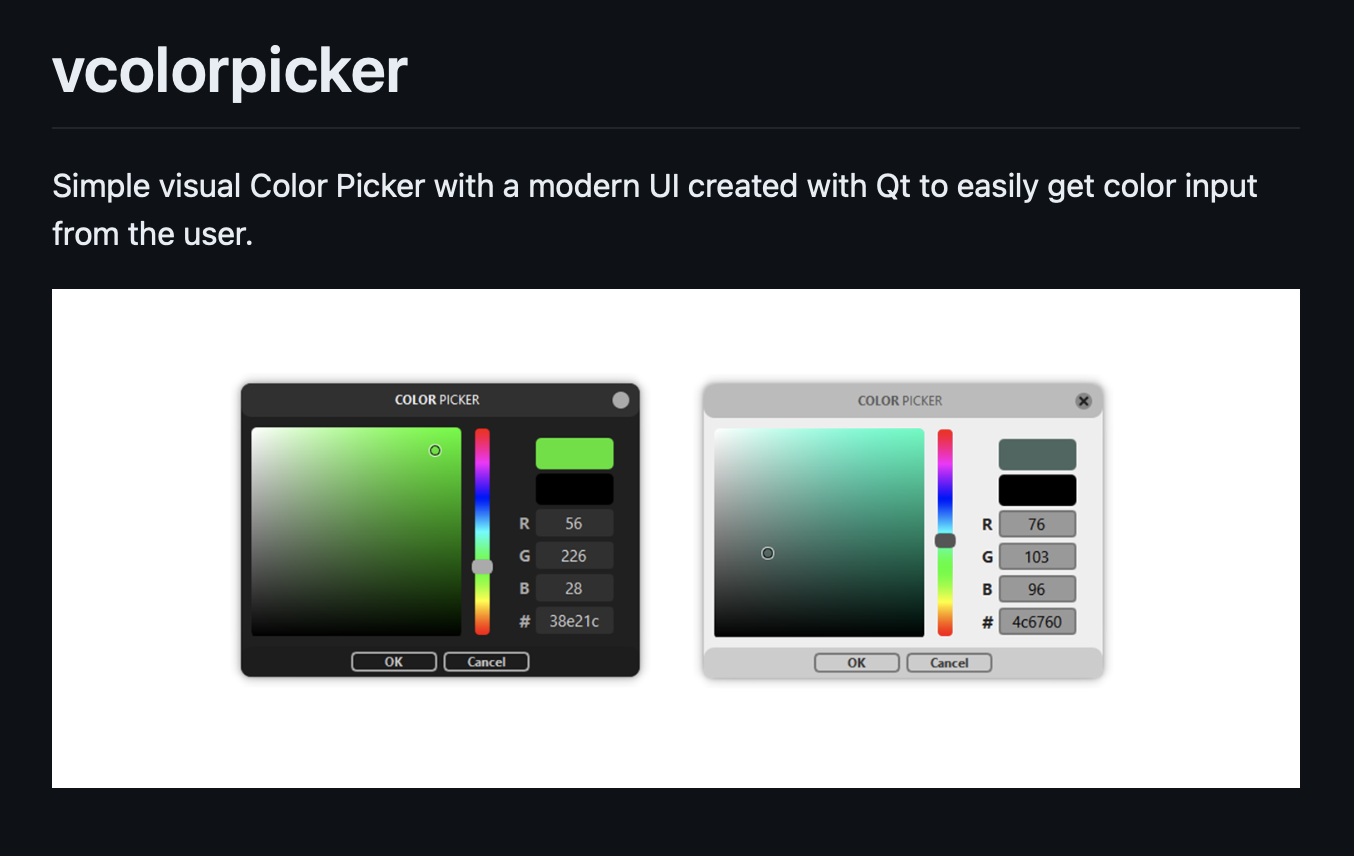 vcolorpicker
Simple visual Color Picker with a modern UI created with Qt to easily get color input
from the user.
COLOR PICKER
R 56
G 226
B 28
# 38e21c
OK Cancel
COLOR PICKER
R 76
G 103
B 96
# 4c6760
OK Cancel